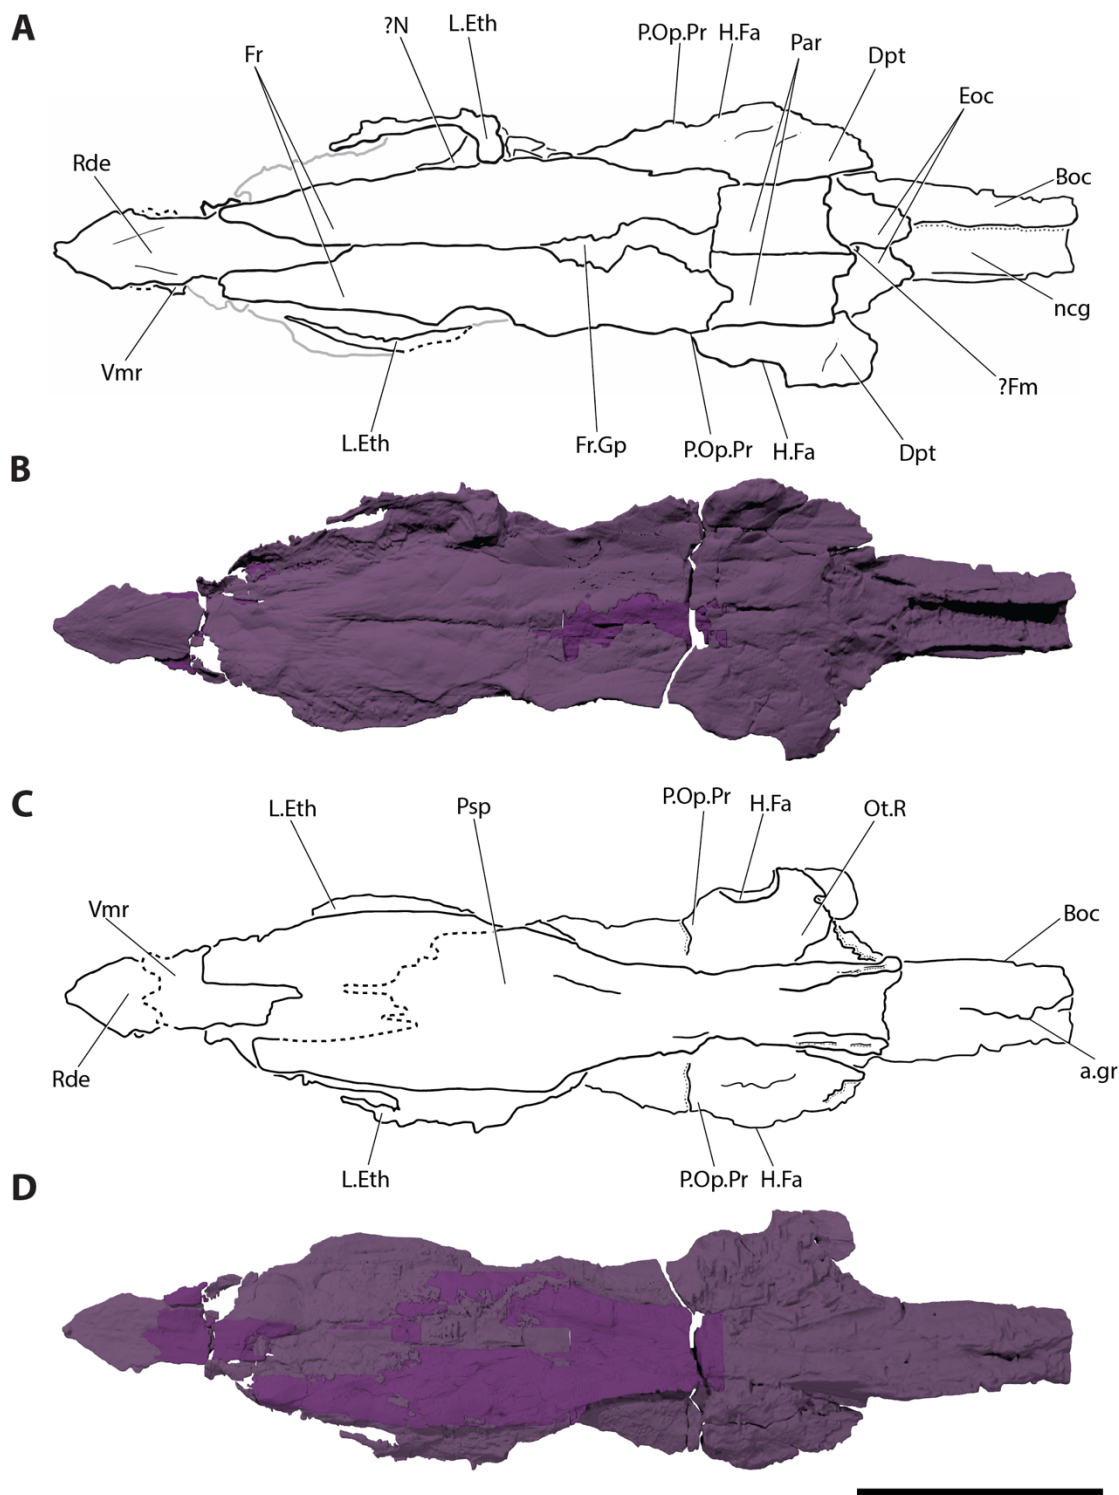 A
?N
L.Eth
P.Op.Pr
H.Fa
Par
Dpt
Fr
Eoc
Rde
Boc
ncg
Vmr
?Fm
L.Eth
Fr.Gp
P.Op.Pr
H.Fa
Dpt
B
C
L.Eth
Psp
P.Op.Pr
H.Fa
Ot.R
Vmr
Boc
Rde
a.gr
L.Eth
P.Op.Pr
H.Fa
D